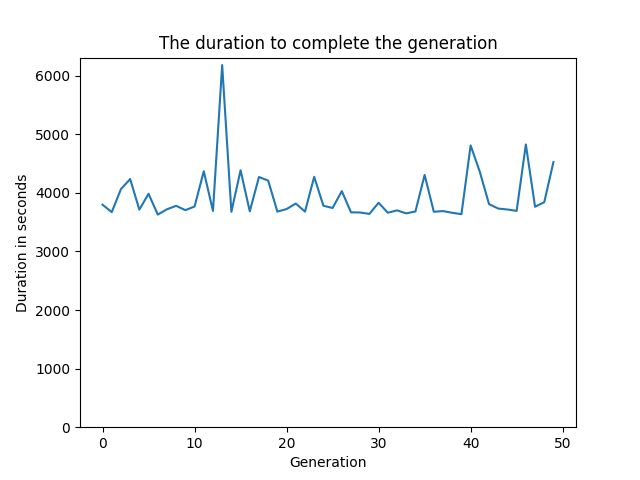 The duration to complete the generation
6000
5000
4000
3000
2000
1000
0
Duration in seconds
0 10 20 30 40 50
Generation